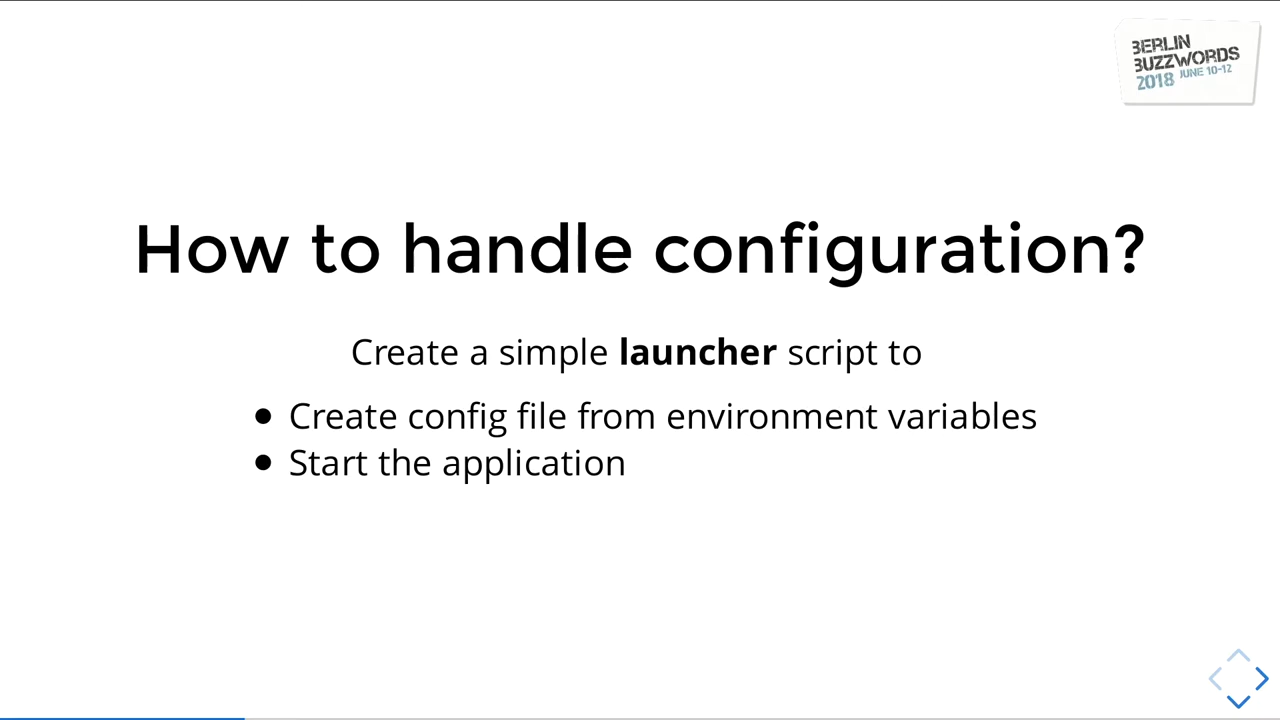 BERLIN
BUZZWORDS
2018 JUNE 10-12
How to handle configuration?
Create a simple launcher script to
● Create config file from environment variables
● Start the application